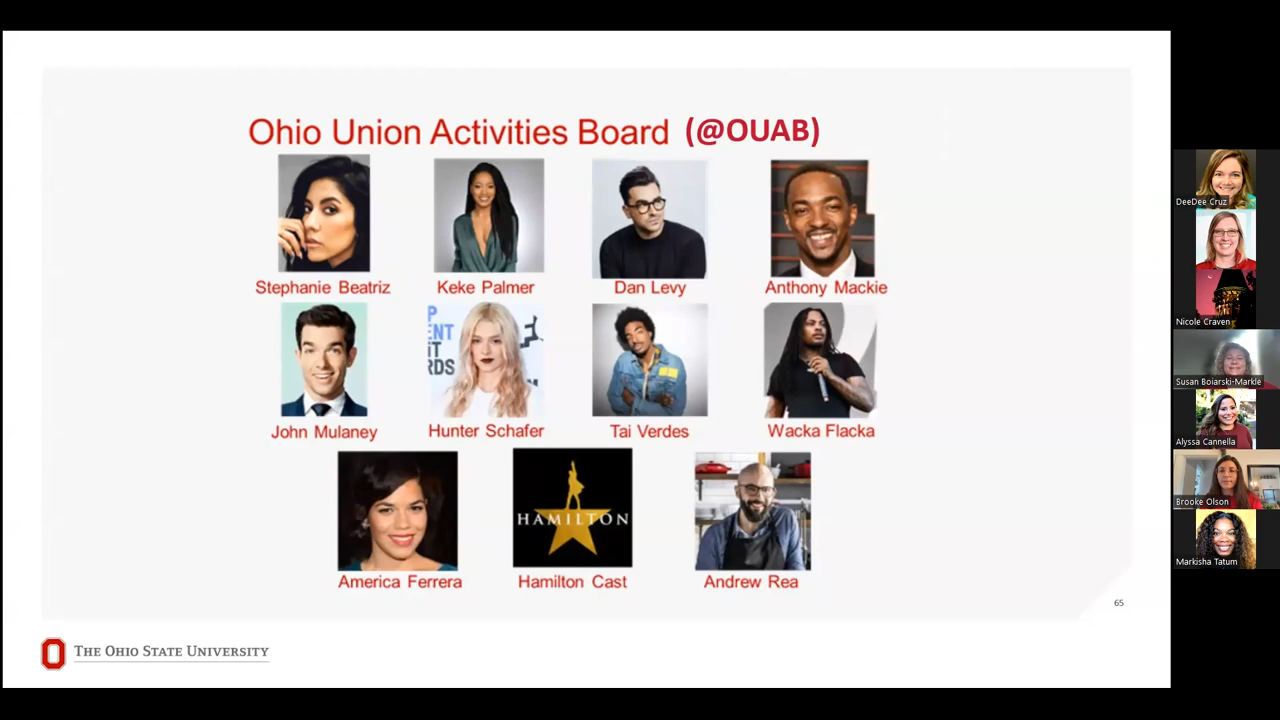 Ohio Union Activities Board (@OUAB)
Stephanie Beatriz
Keke Palmer
Dan Levy
Anthony Mackie
John Mulaney
Hunter Schafer
Tai Verdes
Wacka Flacka
HAMILTON
America Ferrera
Hamilton Cast
Andrew Rea
65
THE OHIO STATE UNIVERSITY
DeeDee Cruz
Nicole Craven
Susan Boiarski-Markle
Alyssa Cannella
Brooke Olson
Markisha Tatum